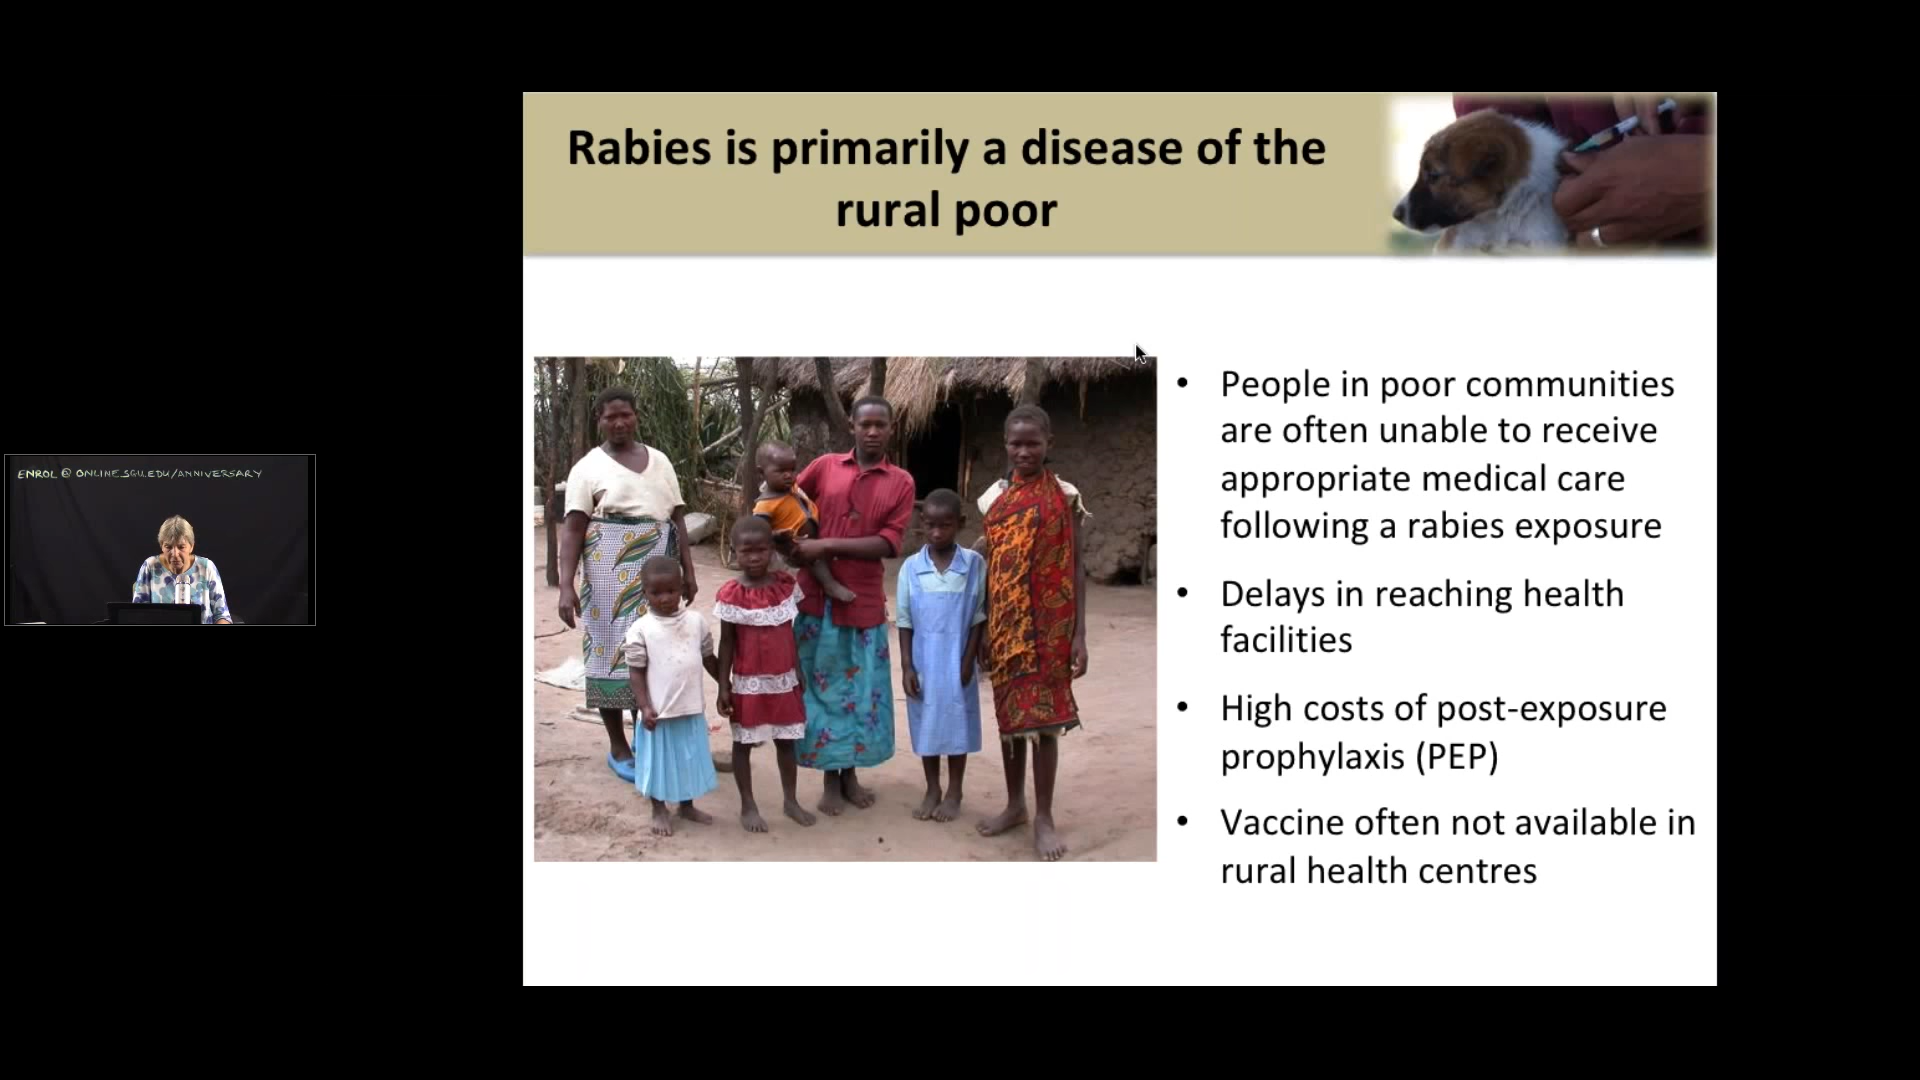 Rabies is primarily a disease of the
rural poor
ENROL @ ONLINE.SGU.EDU/ANNIVERSARY
• People in poor communities
are often unable to receive
appropriate medical care
following a rabies exposure
• Delays in reaching health
facilities
• High costs of post-exposure
prophylaxis (PEP)
• Vaccine often not available in
rural health centres